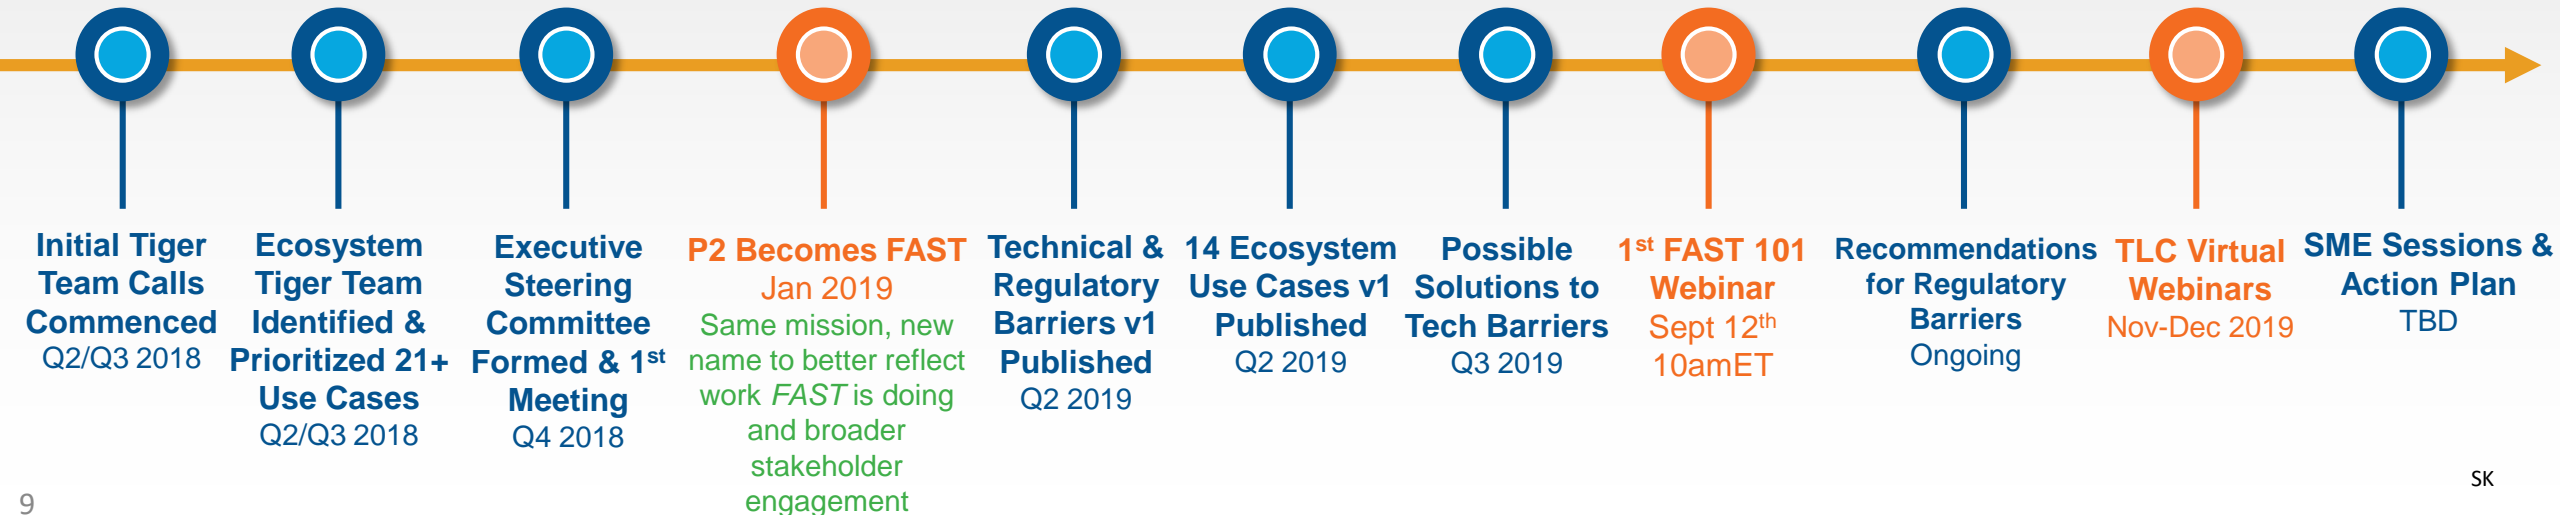 Initial Tiger
Team Calls
Commenced
Q2/Q3 2018
Ecosystem
Tiger Team
Identified &
Prioritized 21+
Use Cases
Q2/Q3 2018
Executive
Steering
Committee
Formed & 1st
Meeting
Q4 2018
P2 Becomes FAST
Jan 2019
Same mission, new
name to better reflect
work FAST is doing
and broader
stakeholder
engagement
Technical &
Regulatory
Barriers v1
Published
Q2 2019
14 Ecosystem
Use Cases v1
Published
Q2 2019
Possible
Solutions to
Tech Barriers
Q3 2019
1st FAST 101
Webinar
Sept 12th
10amET
Recommendations
for Regulatory
Barriers
Ongoing
TLC Virtual
Webinars
Nov-Dec 2019
SME Sessions &
Action Plan
TBD
SK
9